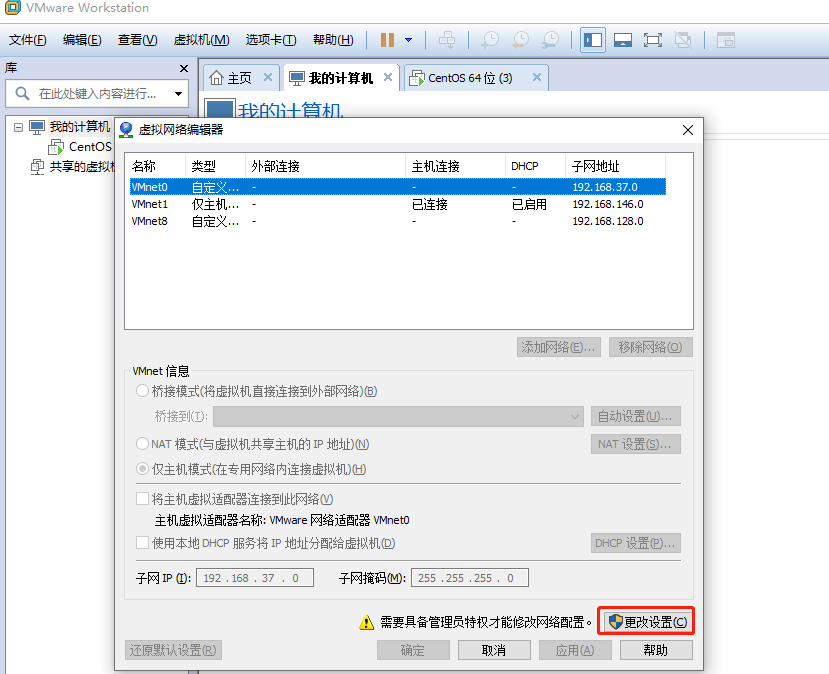 VMware Workstation
文件(F) 编辑(E) 查看(V) 虚拟机(M) 选项卡(T) 帮助(H)
库
在此处键入内容进行...
我的计算机
CentOS
共享的虚拟机
主页 我的计算机 CentOS 64 位 (3)
我的计算机
虚拟网络编辑器
名称 类型 外部连接 主机连接 DHCP 子网地址
VMnet0 自定义... - - - 192.168.37.0
VMnet1 仅主机... - 已连接 已启用 192.168.146.0
VMnet8 自定义... - - - 192.168.128.0
添加网络(E)... 移除网络(O)
VMnet 信息
桥接模式(将虚拟机直接连接到外部网络)(B)
桥接到(T): 自动设置(U)...
NAT 模式(与虚拟机共享主机的 IP 地址)(N) NAT 设置(S)...
仅主机模式(在专用网络内连接虚拟机)(H)
将主机虚拟适配器连接到此网络(V)
主机虚拟适配器名称: VMware 网络适配器 VMnet0
使用本地 DHCP 服务将 IP 地址分配给虚拟机(D) DHCP 设置(P)...
子网 IP (I): 192 . 168 . 37 . 0 子网掩码(M): 255 . 255 . 255 . 0
需要具备管理员特权才能修改网络配置。 更改设置(C)
还原默认设置(R) 确定 取消 应用(A) 帮助